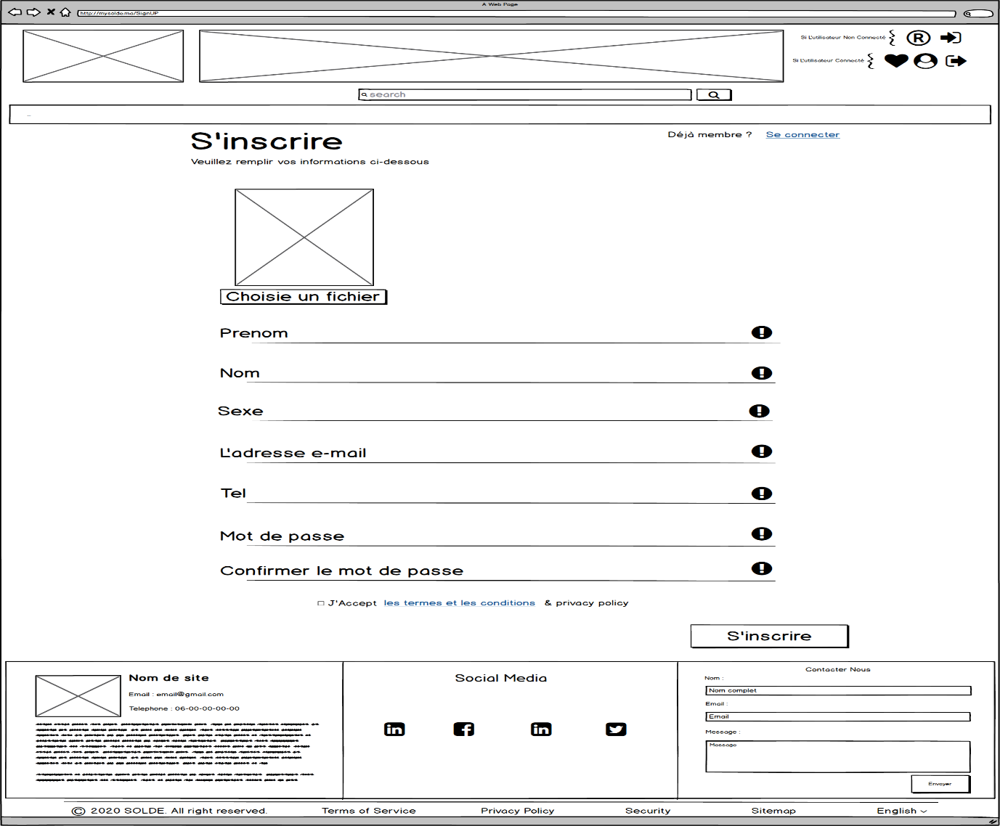 A Web Page
http://mysolde.ma/SignUP
Si L'utilisateur Non Connecté
Si L'utilisateur Connecté
search
S'inscrire
Déjà membre ? Se connecter
Veuillez remplir vos informations ci-dessous
Choisie un fichier
Prenom
Nom
Sexe
L'adresse e-mail
Tel
Mot de passe
Confirmer le mot de passe
J'Accept les termes et les conditions & privacy policy
S'inscrire
Nom de site
Email : email@gmail.com
Telephone : 06-00-00-00-00
Social Media
Contacter Nous
Nom :
Nom complet
Email :
Email
Message :
Message
Envoyer
© 2020 SOLDE. All right reserved. Terms of Service Privacy Policy Security Sitemap English